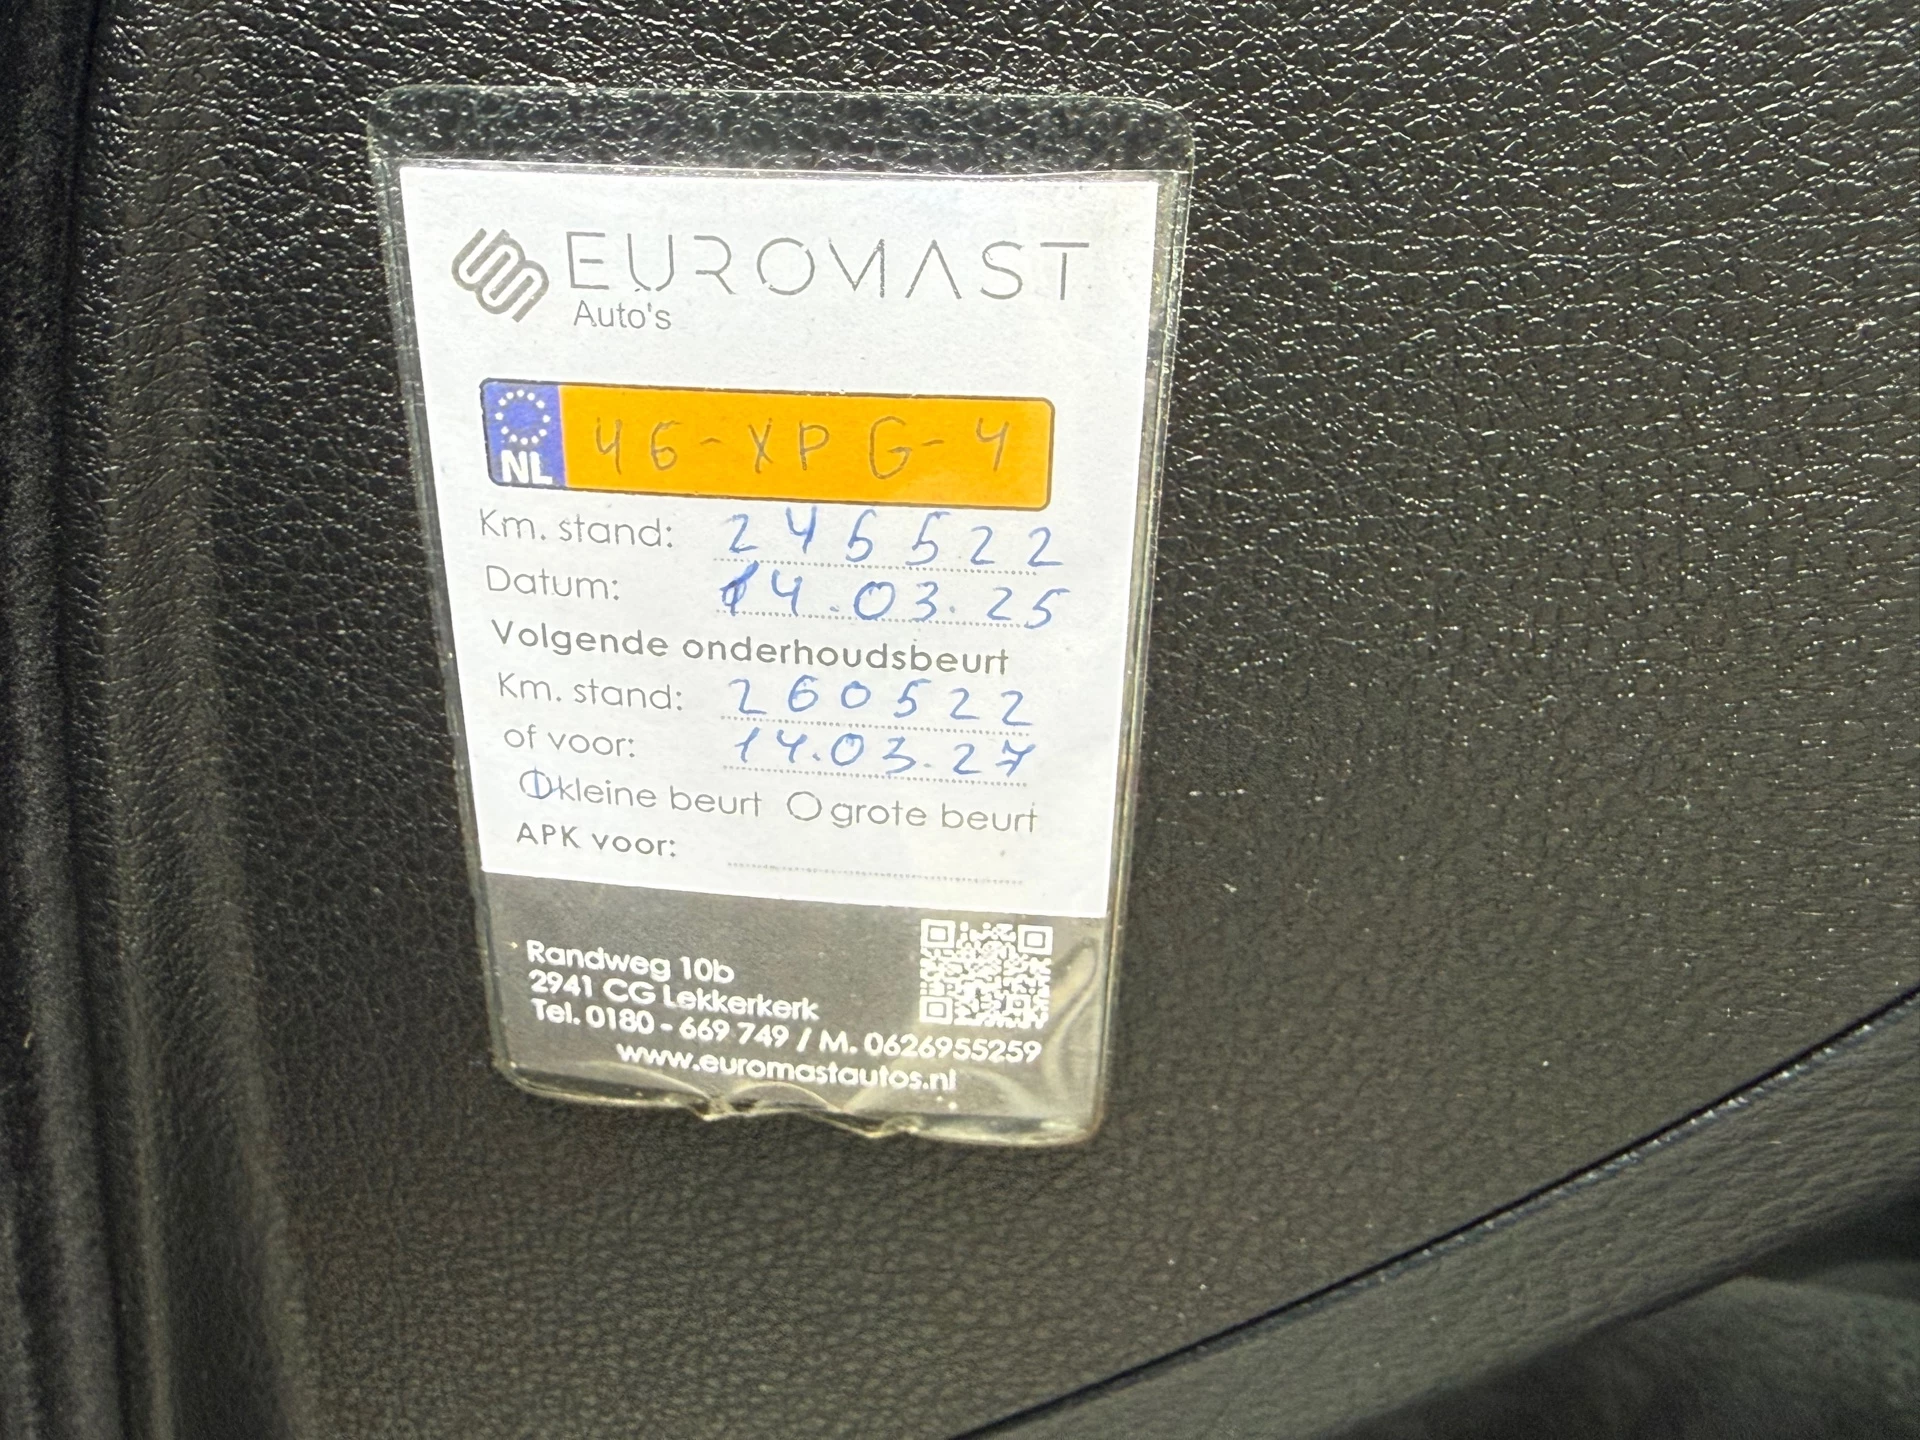 EUROMAST
Auto's
NL 46-XPG-4
Km. stand: 245522
Datum: 14.03.25
Volgende onderhoudsbeurt
Km. stand: 260522
of voor: 14.03.27
kleine beurt grote beurt
APK voor:
Randweg 10b
2941 CG Lekkerkerk
Tel. 0180 - 669 749 / M. 0626955259
www.euromastautos.nl